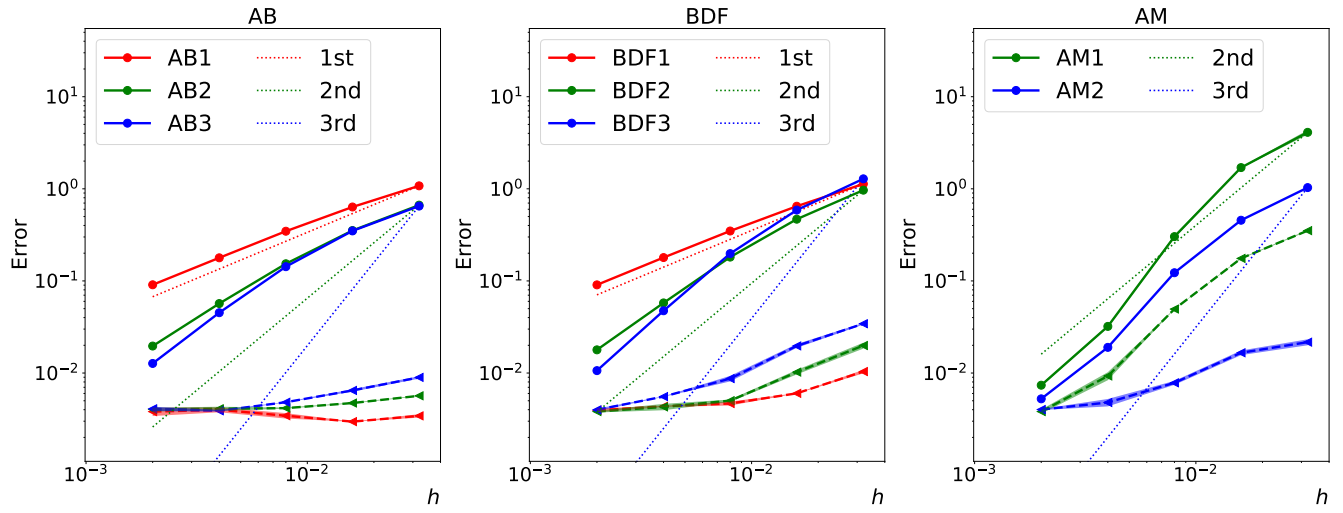 AB
AB1 1st
AB2 2nd
AB3 3rd
Error
10^1
10^0
10^{-1}
10^{-2}
10^{-3}
10^{-2}
h
BDF
BDF1 1st
BDF2 2nd
BDF3 3rd
Error
10^1
10^0
10^{-1}
10^{-2}
10^{-3}
10^{-2}
h
AM
AM1 2nd
AM2 3rd
Error
10^1
10^0
10^{-1}
10^{-2}
10^{-3}
10^{-2}
h